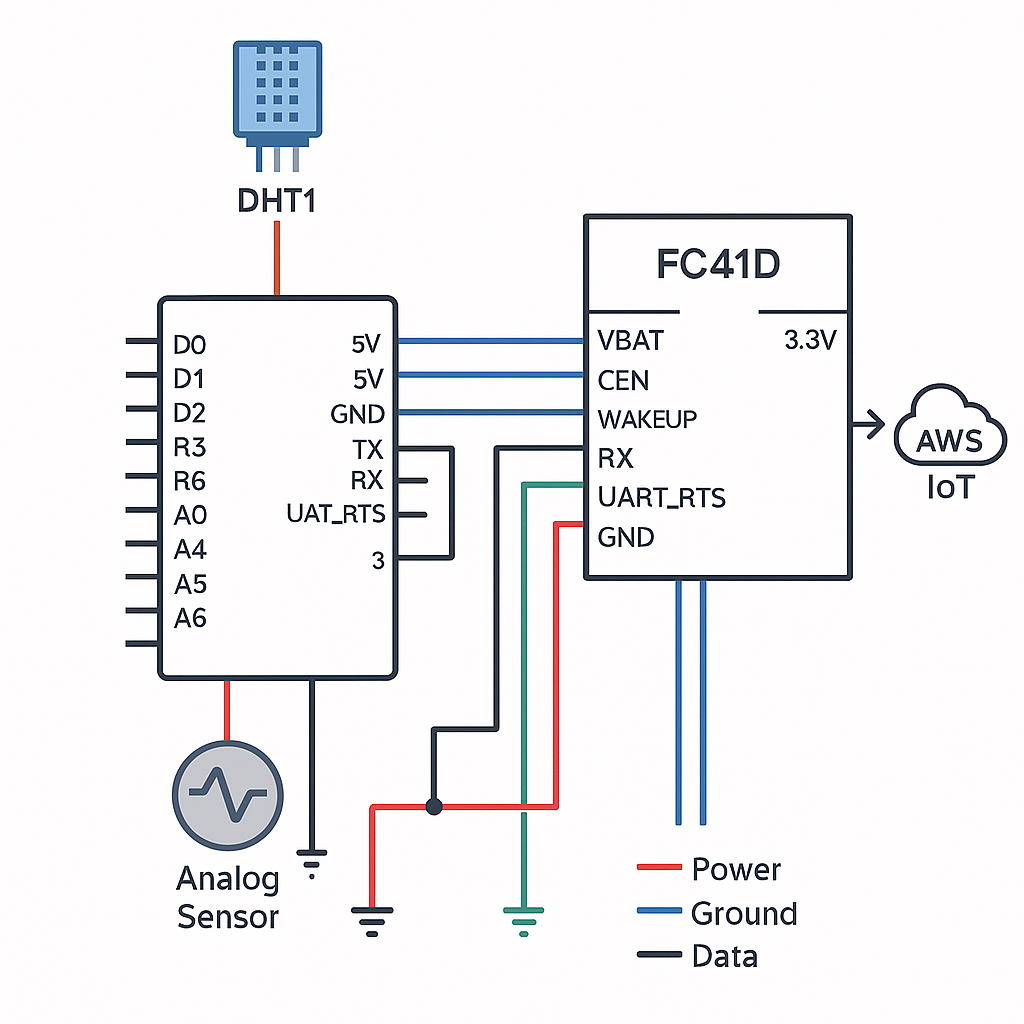 DHT1
D0
D1
D2
R3
R6
A0
A4
A5
A6
5V
5V
GND
TX
RX
UAT_RTS
3
FC41D
VBAT
3.3V
CEN
WAKEUP
RX
UART_RTS
GND
AWS
IoT
Analog
Sensor
Power
Ground
Data